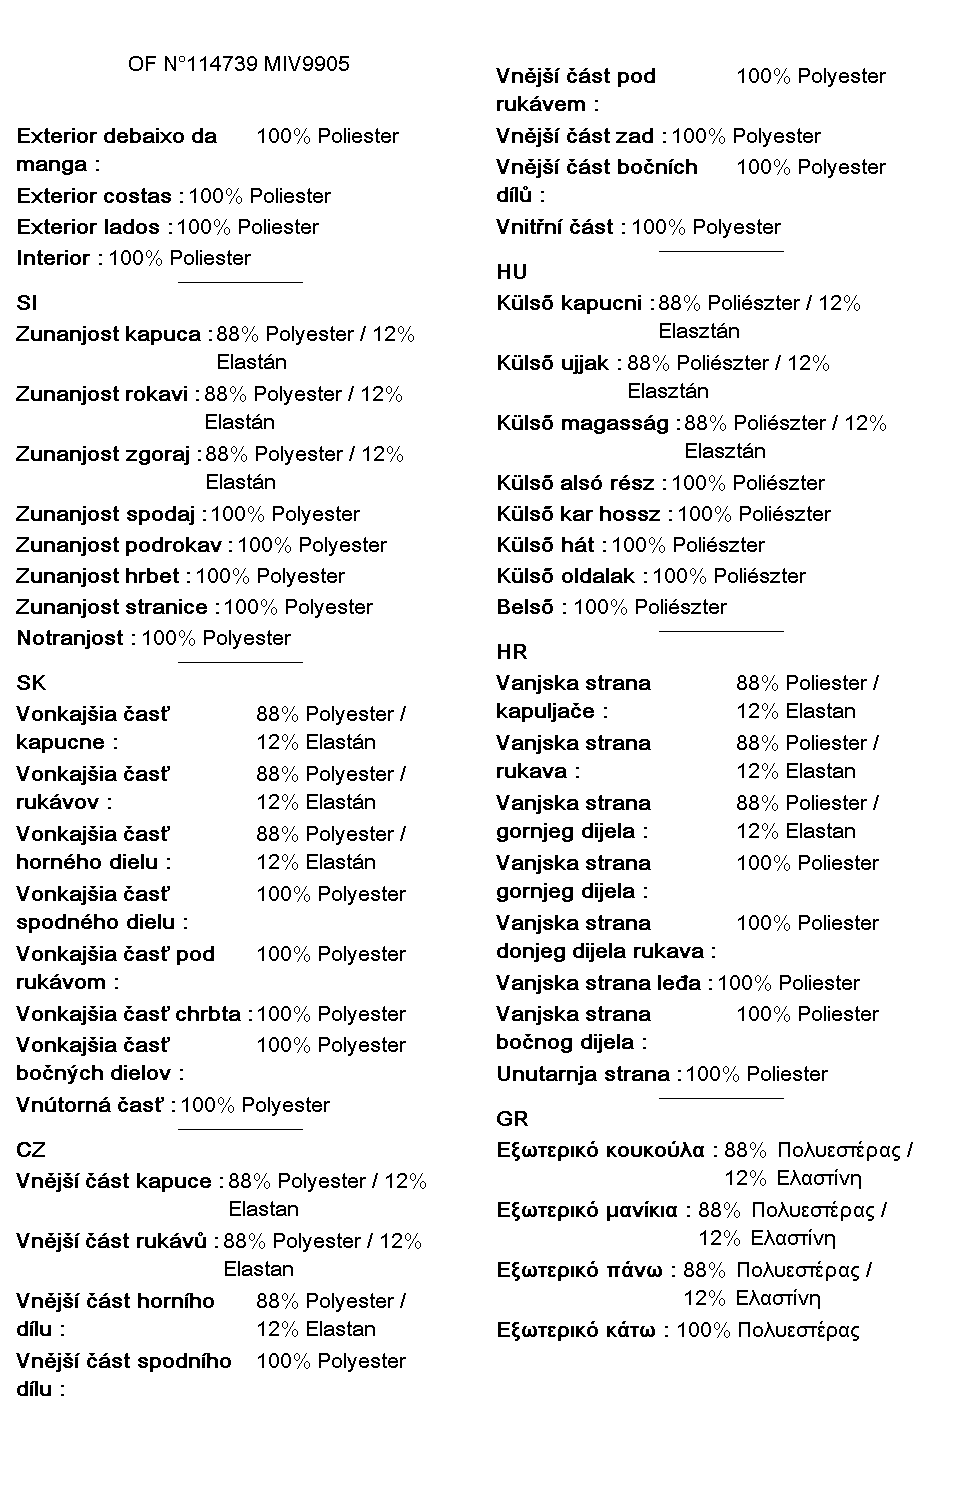 OF N°114739 MIV9905
Exterior debaixo da 100% Poliester
manga :
Exterior costas : 100% Poliester
Exterior lados : 100% Poliester
Interior : 100% Poliester
SI
Zunanjost kapuca : 88% Polyester / 12%
Elastán
Zunanjost rokavi : 88% Polyester / 12%
Elastán
Zunanjost zgoraj : 88% Polyester / 12%
Elastán
Zunanjost spodaj : 100% Polyester
Zunanjost podrokav : 100% Polyester
Zunanjost hrbet : 100% Polyester
Zunanjost stranice : 100% Polyester
Notranjost : 100% Polyester
SK
Vonkajšia časť 88% Polyester /
kapucne : 12% Elastán
Vonkajšia časť 88% Polyester /
rukávov : 12% Elastán
Vonkajšia časť 88% Polyester /
horného dielu : 12% Elastán
Vonkajšia časť 100% Polyester
spodného dielu :
Vonkajšia časť pod 100% Polyester
rukávom :
Vonkajšia časť chrbta : 100% Polyester
Vonkajšia časť 100% Polyester
bočných dielov :
Vnútorná časť : 100% Polyester
CZ
Vnější část kapuce : 88% Polyester / 12%
Elastan
Vnější část rukávů : 88% Polyester / 12%
Elastan
Vnější část horního 88% Polyester /
dílu : 12% Elastan
Vnější část spodního 100% Polyester
dílu :
Vnější část pod 100% Polyester
rukávem :
Vnější část zad : 100% Polyester
Vnější část bočních 100% Polyester
dílů :
Vnitřní část : 100% Polyester
HU
Külső kapucni : 88% Poliészter / 12%
Elasztán
Külső ujjak : 88% Poliészter / 12%
Elasztán
Külső magasság : 88% Poliészter / 12%
Elasztán
Külső alsó rész : 100% Poliészter
Külső kar hossz : 100% Poliészter
Külső hát : 100% Poliészter
Külső oldalak : 100% Poliészter
Belső : 100% Poliészter
HR
Vanjska strana 88% Poliester /
kapuljače : 12% Elastan
Vanjska strana 88% Poliester /
rukava : 12% Elastan
Vanjska strana 88% Poliester /
gornjeg dijela : 12% Elastan
Vanjska strana 100% Poliester
gornjeg dijela :
Vanjska strana 100% Poliester
donjeg dijela rukava :
Vanjska strana leđa : 100% Poliester
Vanjska strana 100% Poliester
bočnog dijela :
Unutarnja strana : 100% Poliester
GR
Εξωτερικό κουκούλα : 88% Πολυεστέρας /
12% Ελαστίνη
Εξωτερικό μανίκια : 88% Πολυεστέρας /
12% Ελαστίνη
Εξωτερικό πάνω : 88% Πολυεστέρας /
12% Ελαστίνη
Εξωτερικό κάτω : 100% Πολυεστέρας